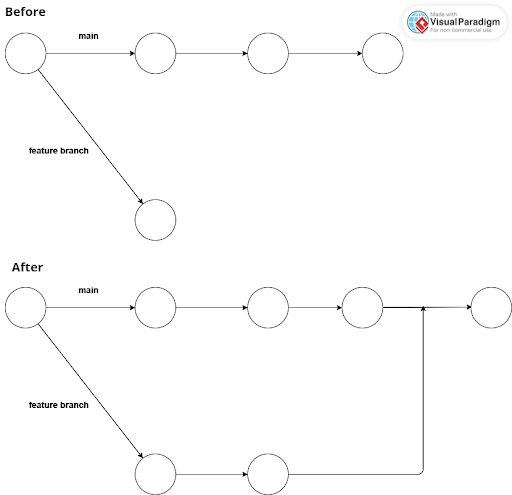 Before
Made with
Visual Paradigm
For non-commercial use
main
feature branch
After
main
feature branch